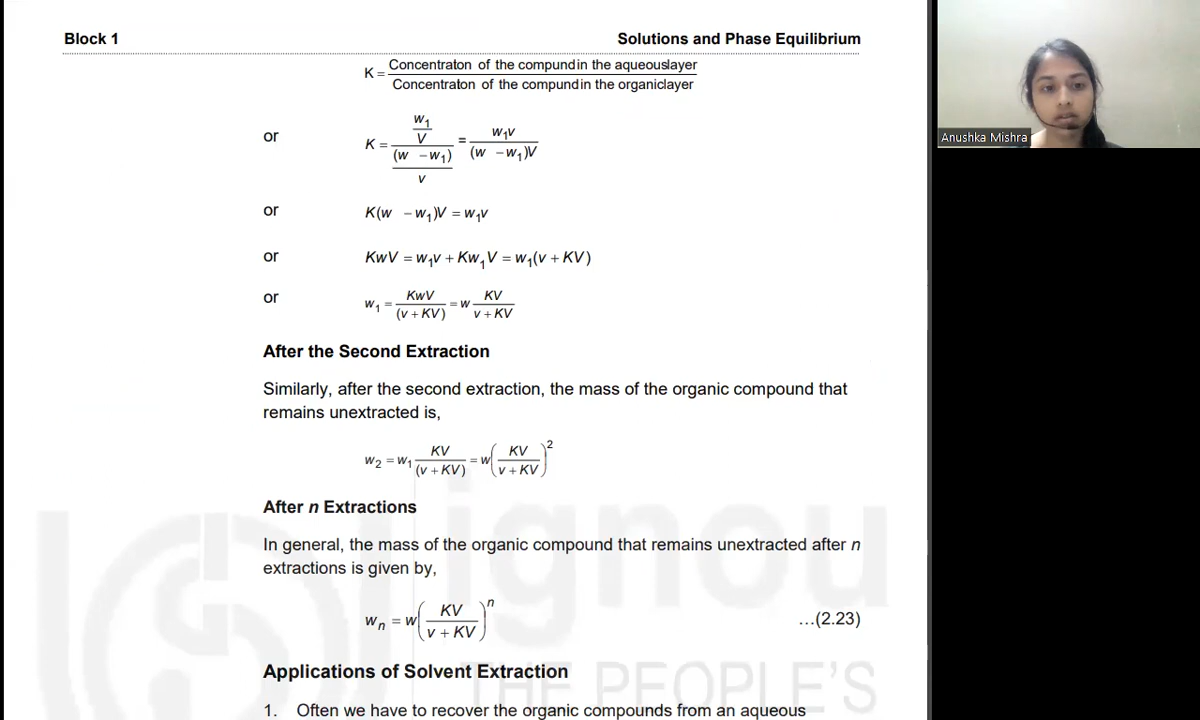 Block 1 Solutions and Phase Equilibrium
K = Concentraton of the compund in the aqueouslayer / Concentraton of the compund in the organiclayer
or K = (w₁/V) / ((w − w₁)/v) = w₁v / (w − w₁)V
or K(w − w₁)V = w₁v
or KwV = w₁v + Kw₁V = w₁(v + KV)
or w₁ = KwV / (v + KV) = w KV / v + KV
After the Second Extraction
Similarly, after the second extraction, the mass of the organic compound that
remains unextracted is,
w₂ = w₁ KV / (v + KV) = w(KV / v + KV)²
After n Extractions
In general, the mass of the organic compound that remains unextracted after n
extractions is given by,
wₙ = w(KV / v + KV)ⁿ ...(2.23)
Applications of Solvent Extraction
1. Often we have to recover the organic compounds from an aqueous
ignou
THE PEOPLE'S
Anushka Mishra